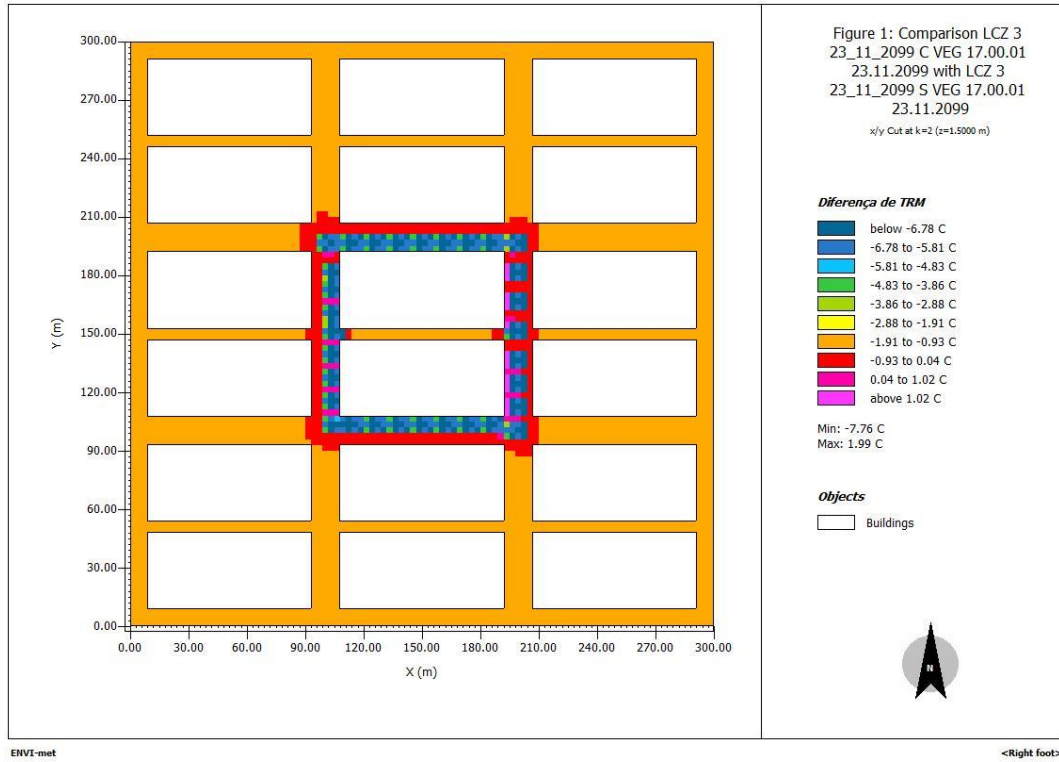 Figure 1: Comparison LCZ 3
23_11_2099 C VEG 17.00.01
23.11.2099 with LCZ 3
23_11_2099 S VEG 17.00.01
23.11.2099
x/y Cut at k=2 (z=1.5000 m)
Diferença de TRM
below -6.78 C
-6.78 to -5.81 C
-5.81 to -4.83 C
-4.83 to -3.86 C
-3.86 to -2.88 C
-2.88 to -1.91 C
-1.91 to -0.93 C
-0.93 to 0.04 C
0.04 to 1.02 C
above 1.02 C
Min: -7.76 C
Max: 1.99 C
Objects
Buildings
N
Y (m)
300.00
270.00
240.00
210.00
180.00
150.00
120.00
90.00
60.00
30.00
0.00
0.00 30.00 60.00 90.00 120.00 150.00 180.00 210.00 240.00 270.00 300.00
X (m)
ENVI-met
<Right foot>